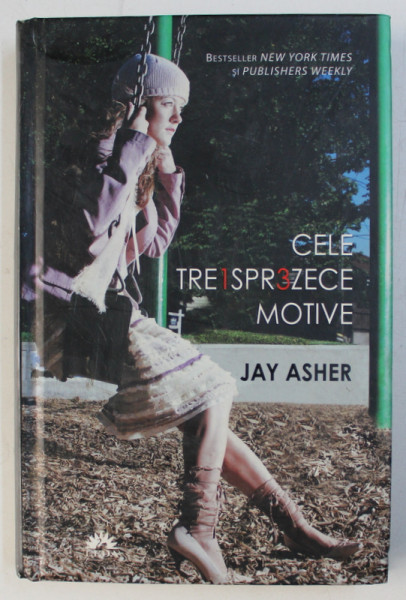 BESTSELLER NEW YORK TIMES
ȘI PUBLISHERS WEEKLY
CELE
TRE1SPR3ZECE
MOTIVE
JAY ASHER